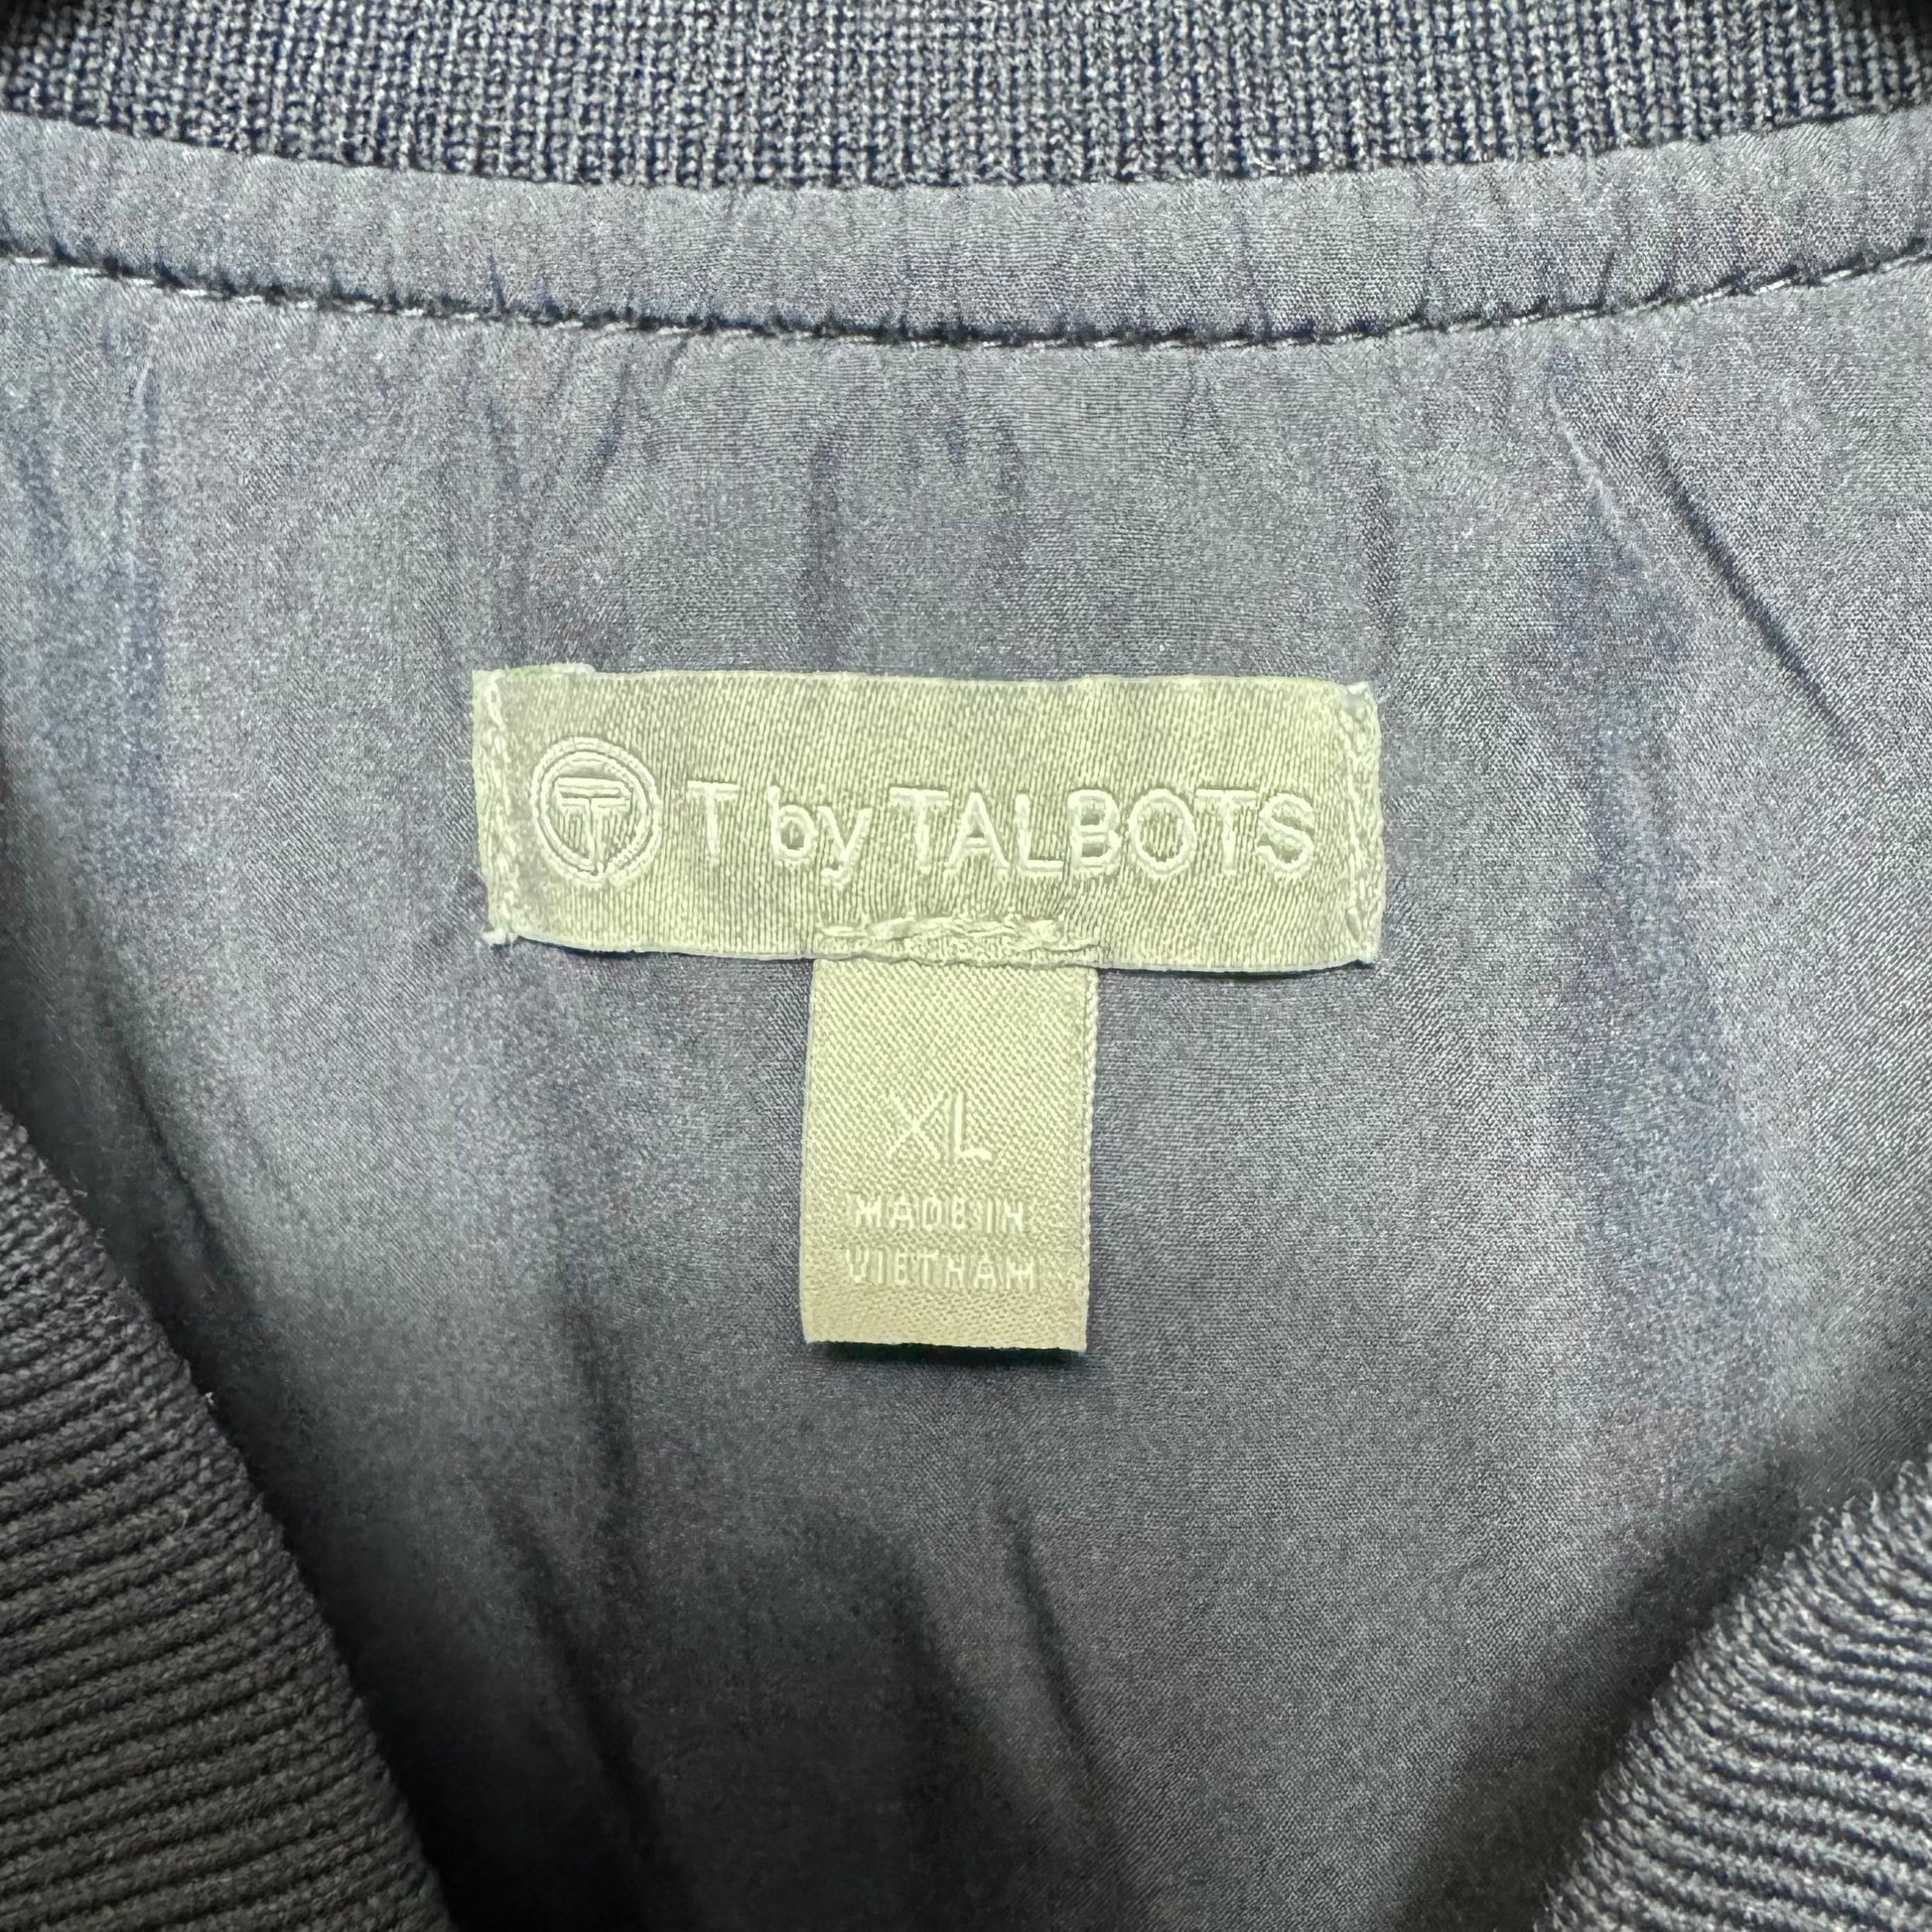 T T by TALBOTS
XL
MADE IN
VIETNAM